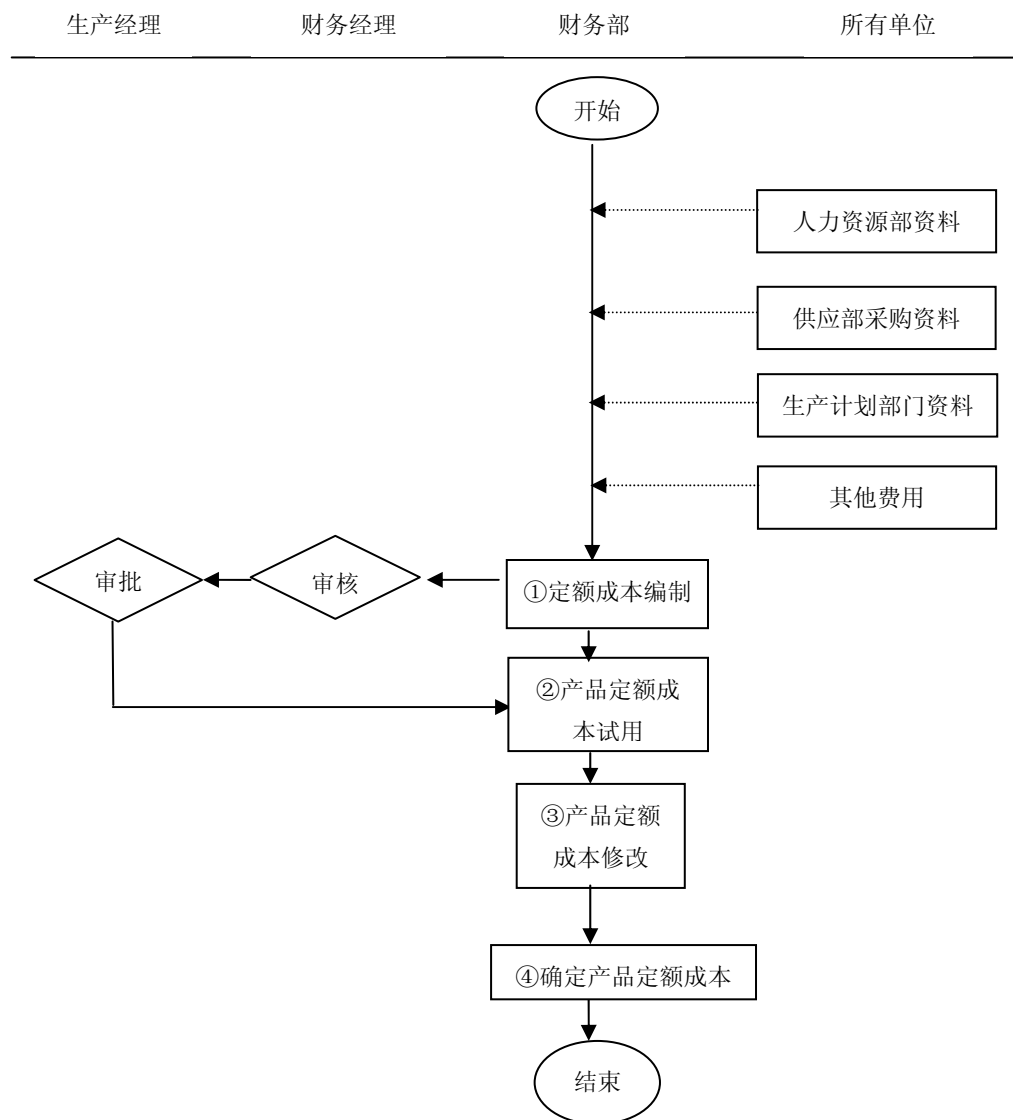 生产经理
财务经理
财务部
所有单位
开始
人力资源部资料
供应部采购资料
生产计划部门资料
其他费用
审批
审核
①定额成本编制
②产品定额成
本试用
③产品定额
成本修改
④确定产品定额成本
结束